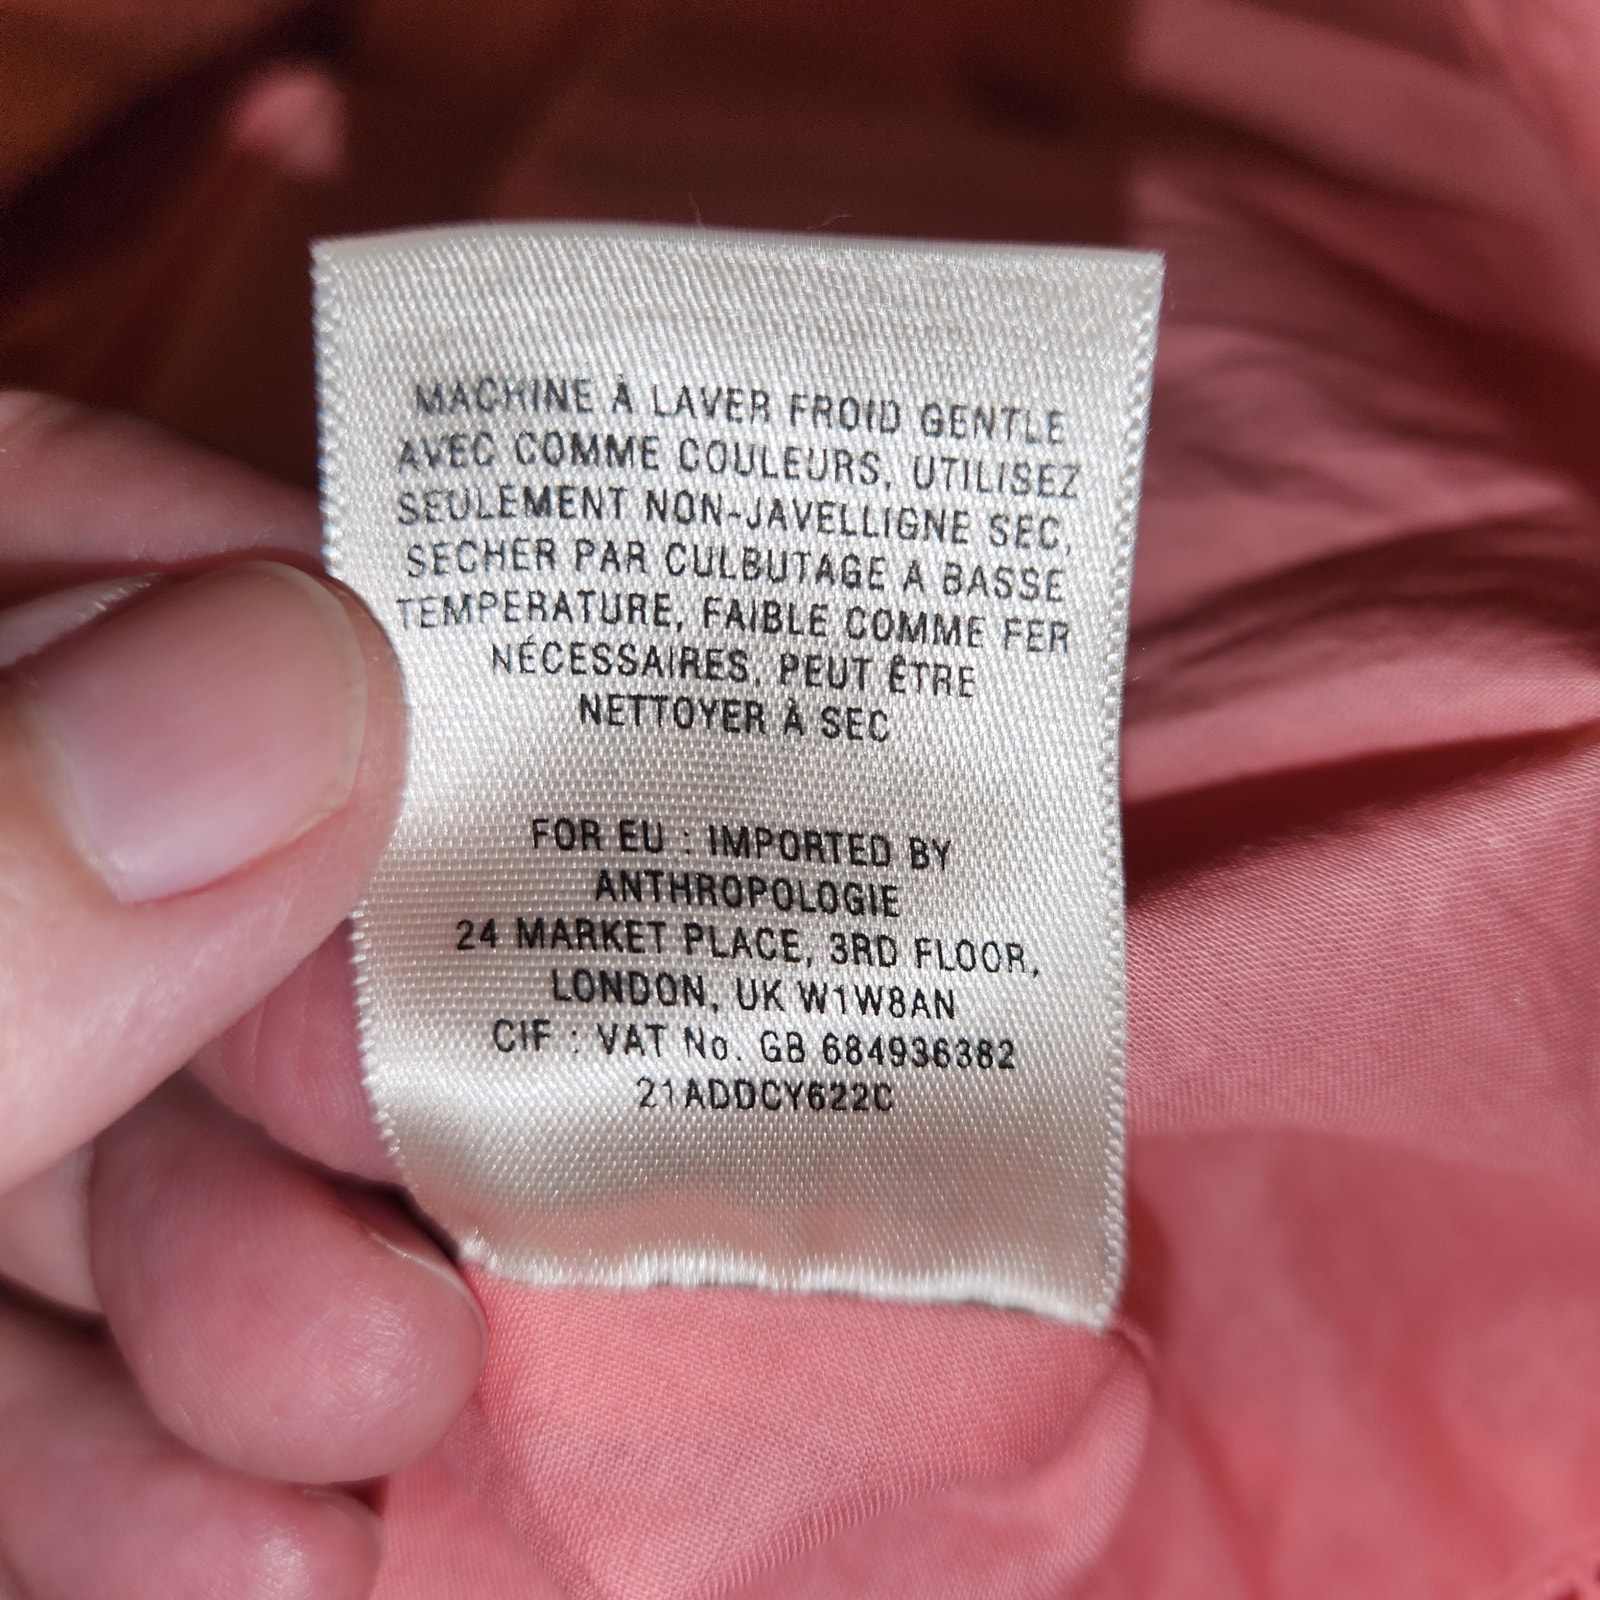 MACHINE À LAVER FROID GENTLE
AVEC COMME COULEURS, UTILISEZ
SEULEMENT NON-JAVELLIGNE SEC,
SECHER PAR CULBUTAGE A BASSE
TEMPERATURE, FAIBLE COMME FER
NÉCESSAIRES, PEUT ÊTRE
NETTOYER À SEC
FOR EU : IMPORTED BY
ANTHROPOLOGIE
24 MARKET PLACE, 3RD FLOOR,
LONDON, UK W1W8AN
CIF : VAT No. GB 684936382
21ADDCY622C